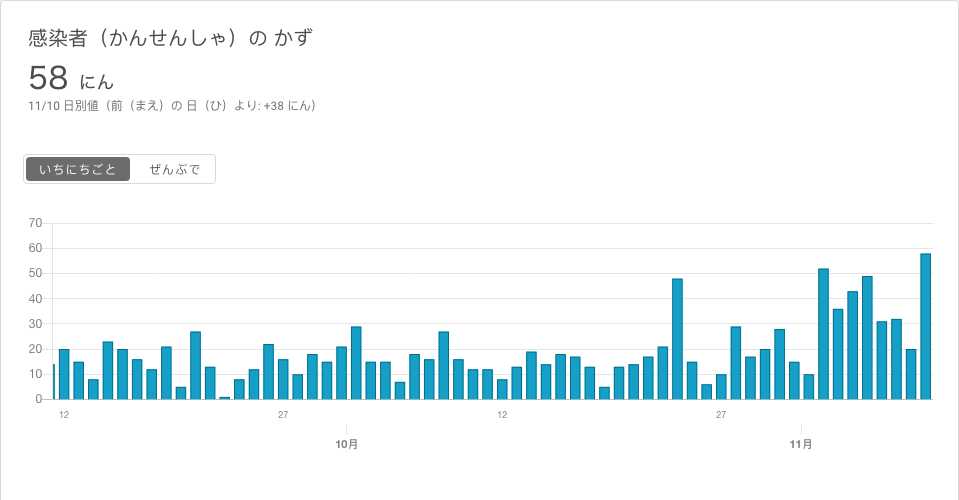 感染者（かんせんしゃ）の かず
58 にん
11/10 日別値（前（まえ）の 日（ひ）より: +38 にん）
いちにちごと ぜんぶで
70
60
50
40
30
20
10
0
12 27 12 27
10月 11月